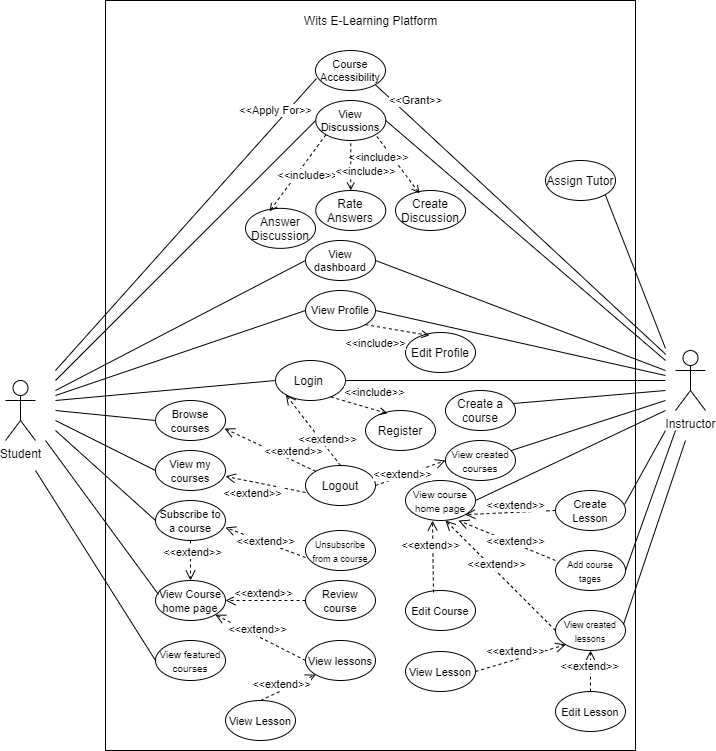 Wits E-Learning Platform
Course
Accessibility
<<Apply For>>
<<Grant>>
View
Discussions
<<include>>
<<include>>
<<include>>
Assign Tutor
Answer
Discussion
Rate
Answers
Create
Discussion
View
dashboard
View Profile
<<include>>
Edit Profile
Login
<<include>>
Register
Browse
courses
Create a
course
Student
Instructor
<<extend>>
<<extend>>
View my
courses
View created
courses
<<extend>>
<<extend>>
Logout
Subscribe to
a course
View course
home page
<<extend>>
Create
Lesson
<<extend>>
<<extend>>
Unsubscribe
from a course
<<extend>>
<<extend>>
<<extend>>
Add course
tages
View Course
home page
<<extend>>
Review
course
Edit Course
<<extend>>
View created
lessons
View featured
courses
View lessons
View Lesson
<<extend>>
<<extend>>
<<extend>>
View Lesson
Edit Lesson